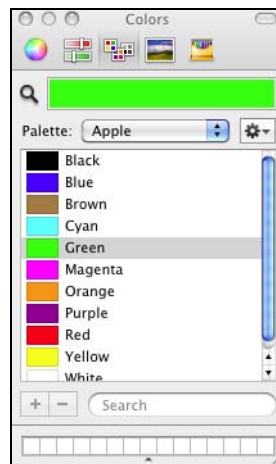 Colors
Palette: Apple
Black
Blue
Brown
Cyan
Green
Magenta
Orange
Purple
Red
Yellow
White
+ − Search